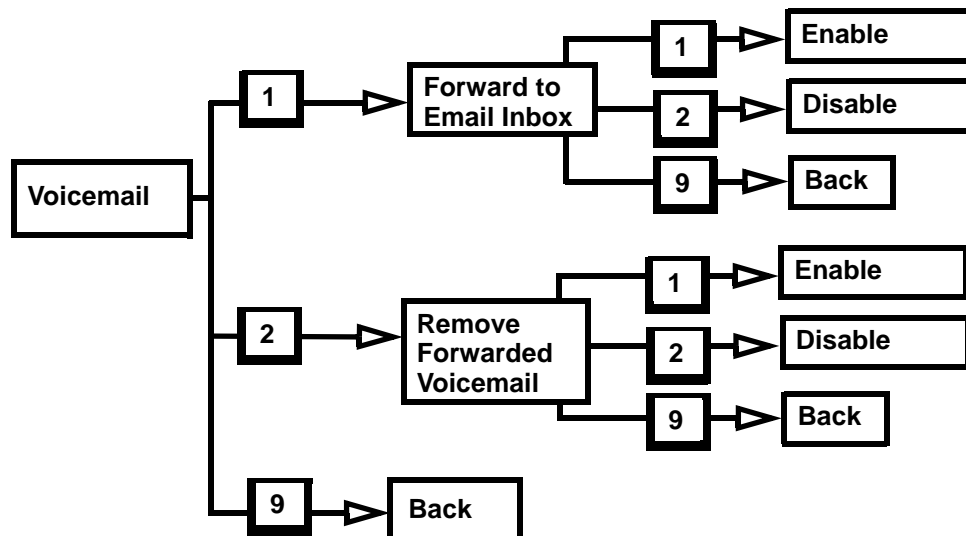 1
Enable
1
Forward to
Email Inbox
2
Disable
9
Back
Voicemail
1
Enable
2
Remove
Forwarded
Voicemail
2
Disable
9
Back
9
Back